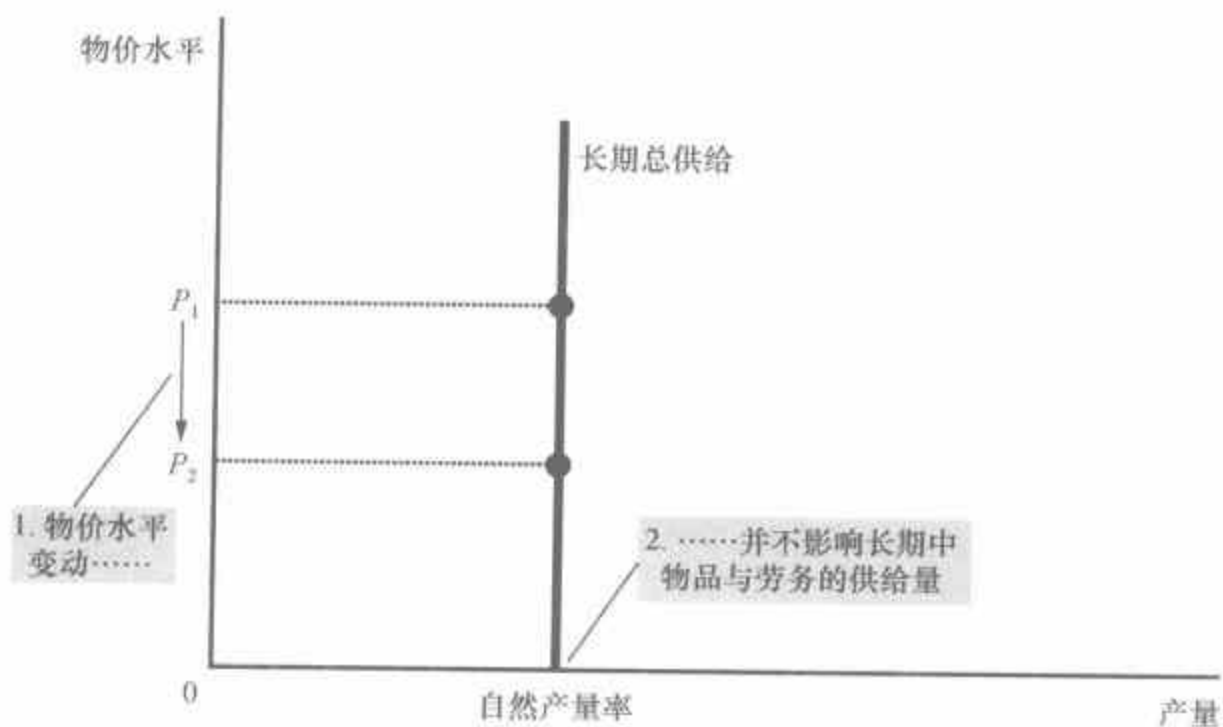 物价水平
长期总供给
P₁
P₂
1. 物价水平
变动……
2. ……并不影响长期中
物品与劳务的供给量
0
自然产量率
产量